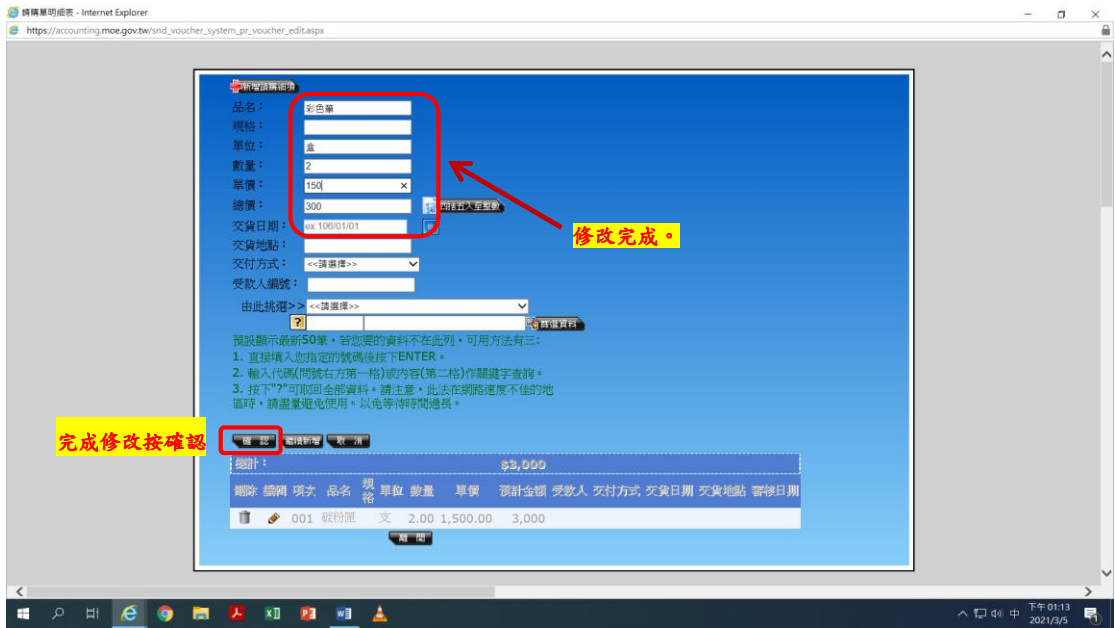 請購單明細表 - Internet Explorer
https://accounting.moe.gov.tw/snd_voucher_system_pr_voucher_edit.aspx
新增請購細項
品名： 彩色筆
規格：
單位： 盒
數量： 2
單價： 150
總價： 300 四捨五入至整數
交貨日期： ex.106/01/01
修改完成。
交貨地點：
交付方式： <<請選擇>>
受款人編號：
由此挑選>> <<請選擇>>
? 篩選資料
預設顯示最新50筆，若您要的資料不在此列，可用方法有三:
1. 直接填入您指定的號碼後按下ENTER。
2. 輸入代碼(問號右方第一格)或內容(第二格)作關鍵字查詢。
3. 按下"?"可取回全部資料。請注意，此法在網路速度不佳的地
區時，請盡量避免使用。以免等待時間過長。
完成修改按確認
確 認 繼續新增 取 消
總計： $3,000
刪除 編輯 項次 品名 規格 單位 數量 單價 預計金額 受款人 交付方式 交貨日期 交貨地點 審核日期
001 碳粉匣 支 2.00 1,500.00 3,000
離 開
中
下午 01:13
2021/3/5